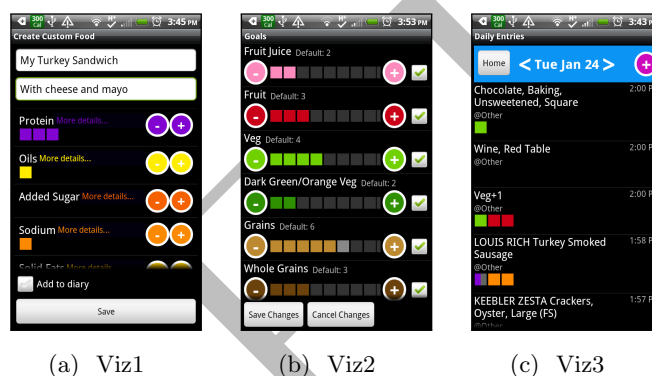 300
Cal
3:45 PM
Create Custom Food
My Turkey Sandwich
With cheese and mayo
Protein More details...
- +
Oils More details...
- +
Added Sugar More details...
- +
Sodium More details...
- +
Solid Fats More details...
Add to diary
Save
(a) Viz1
300
Cal
3:53 PM
Goals
Fruit Juice Default: 2
- +
Fruit Default: 3
- +
Veg Default: 4
- +
Dark Green/Orange Veg Default: 2
- +
Grains Default: 6
- +
Whole Grains Default: 3
- +
Save Changes Cancel Changes
(b) Viz2
300
Cal
3:43 PM
Daily Entries
Home < Tue Jan 24 > +
Chocolate, Baking, 2:00 P
Unsweetened, Square
@Other
Wine, Red Table 2:00 P
@Other
Veg+1 2:00 P
@Other
LOUIS RICH Turkey Smoked 1:58 P
Sausage
@Other
KEEBLER ZESTA Crackers, 1:57 P
Oyster, Large (FS)
@Other
(c) Viz3